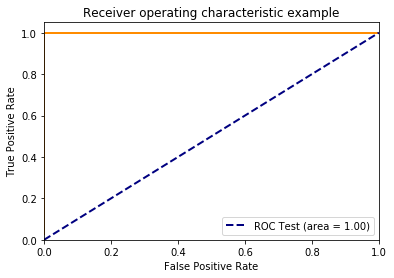 Receiver operating characteristic example
True Positive Rate
1.0
0.8
0.6
0.4
0.2
0.0
ROC Test (area = 1.00)
0.0 0.2 0.4 0.6 0.8 1.0
False Positive Rate